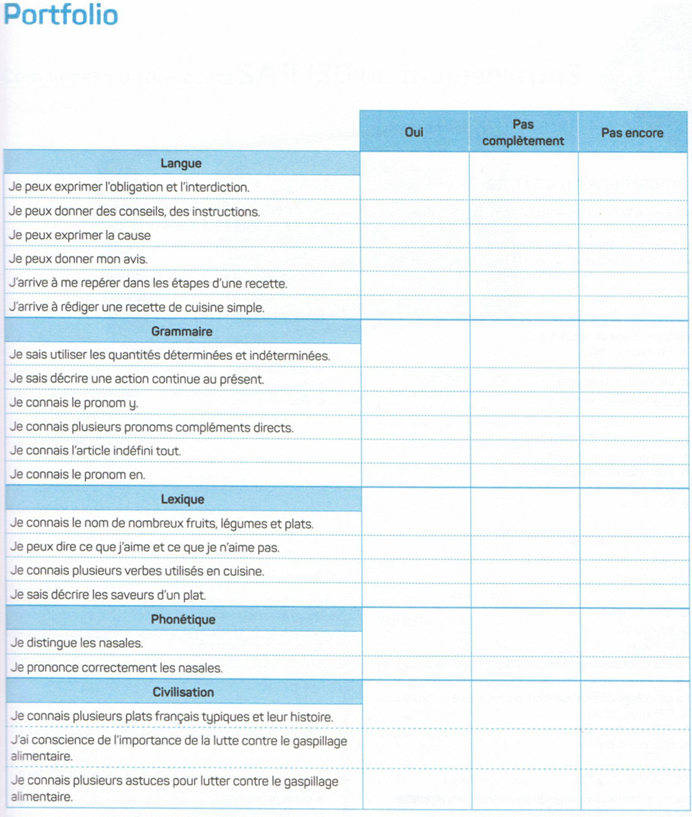 Portfolio
Oui
Pas
complètement
Pas encore
Langue
Je peux exprimer l'obligation et l'interdiction.
Je peux donner des conseils, des instructions.
Je peux exprimer la cause
Je peux donner mon avis.
J'arrive à me repérer dans les étapes d'une recette.
J'arrive à rédiger une recette de cuisine simple.
Grammaire
Je sais utiliser les quantités déterminées et indéterminées.
Je sais décrire une action continue au présent.
Je connais le pronom y.
Je connais plusieurs pronoms compléments directs.
Je connais l'article indéfini tout.
Je connais le pronom en.
Lexique
Je connais le nom de nombreux fruits, légumes et plats.
Je peux dire ce que j'aime et ce que je n'aime pas.
Je connais plusieurs verbes utilisés en cuisine.
Je sais décrire les saveurs d'un plat.
Phonétique
Je distingue les nasales.
Je prononce correctement les nasales.
Civilisation
Je connais plusieurs plats français typiques et leur histoire.
J'ai conscience de l'importance de la lutte contre le gaspillage
alimentaire.
Je connais plusieurs astuces pour lutter contre le gaspillage
alimentaire.